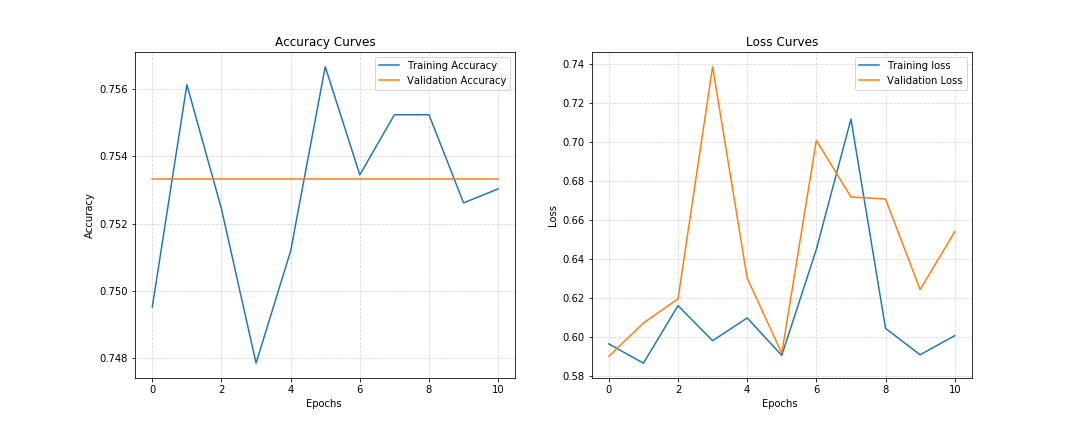 Accuracy Curves
Training Accuracy
Validation Accuracy
0.756
0.754
0.752
0.750
0.748
Accuracy
0 2 4 6 8 10
Epochs
Loss Curves
Training loss
Validation Loss
0.74
0.72
0.70
0.68
0.66
0.64
0.62
0.60
0.58
Loss
0 2 4 6 8 10
Epochs